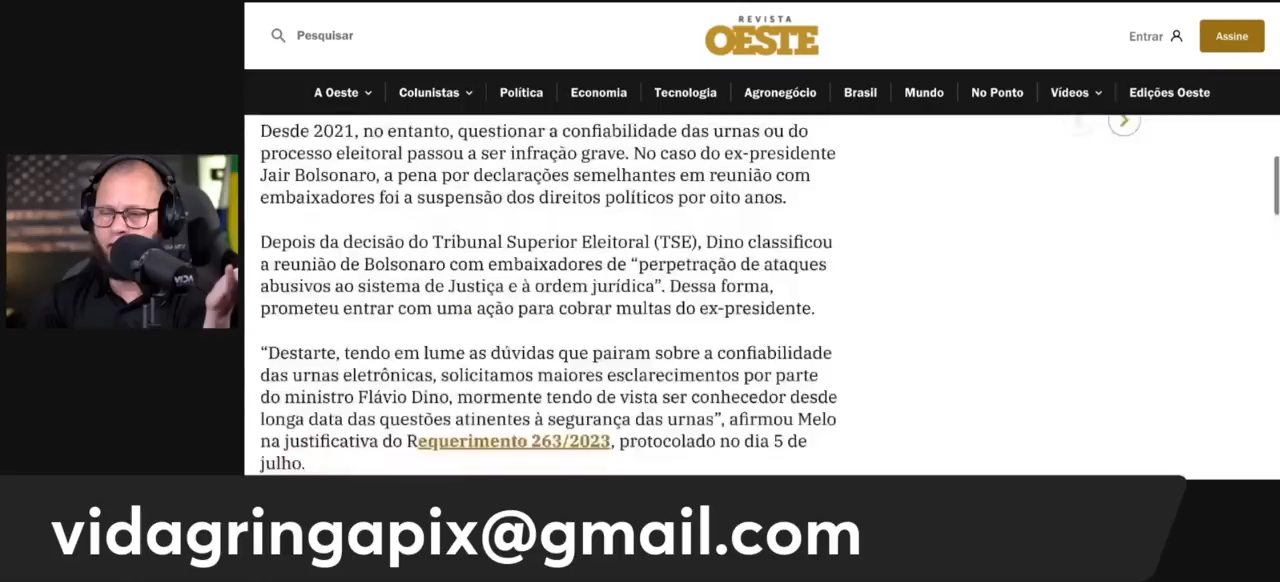 Pesquisar
REVISTA
OESTE
Entrar
Assine
A Oeste
Colunistas
Política
Economia
Tecnologia
Agronegócio
Brasil
Mundo
No Ponto
Vídeos
Edições Oeste
Desde 2021, no entanto, questionar a confiabilidade das urnas ou do
processo eleitoral passou a ser infração grave. No caso do ex-presidente
Jair Bolsonaro, a pena por declarações semelhantes em reunião com
embaixadores foi a suspensão dos direitos políticos por oito anos.
Depois da decisão do Tribunal Superior Eleitoral (TSE), Dino classificou
a reunião de Bolsonaro com embaixadores de “perpetração de ataques
abusivos ao sistema de Justiça e à ordem jurídica”. Dessa forma,
prometeu entrar com uma ação para cobrar multas do ex-presidente.
“Destarte, tendo em lume as dúvidas que pairam sobre a confiabilidade
das urnas eletrônicas, solicitamos maiores esclarecimentos por parte
do ministro Flávio Dino, mormente tendo de vista ser conhecedor desde
longa data das questões atinentes à segurança das urnas”, afirmou Melo
na justificativa do Requerimento 263/2023, protocolado no dia 5 de
julho.
VIDA
vidagringapix@gmail.com